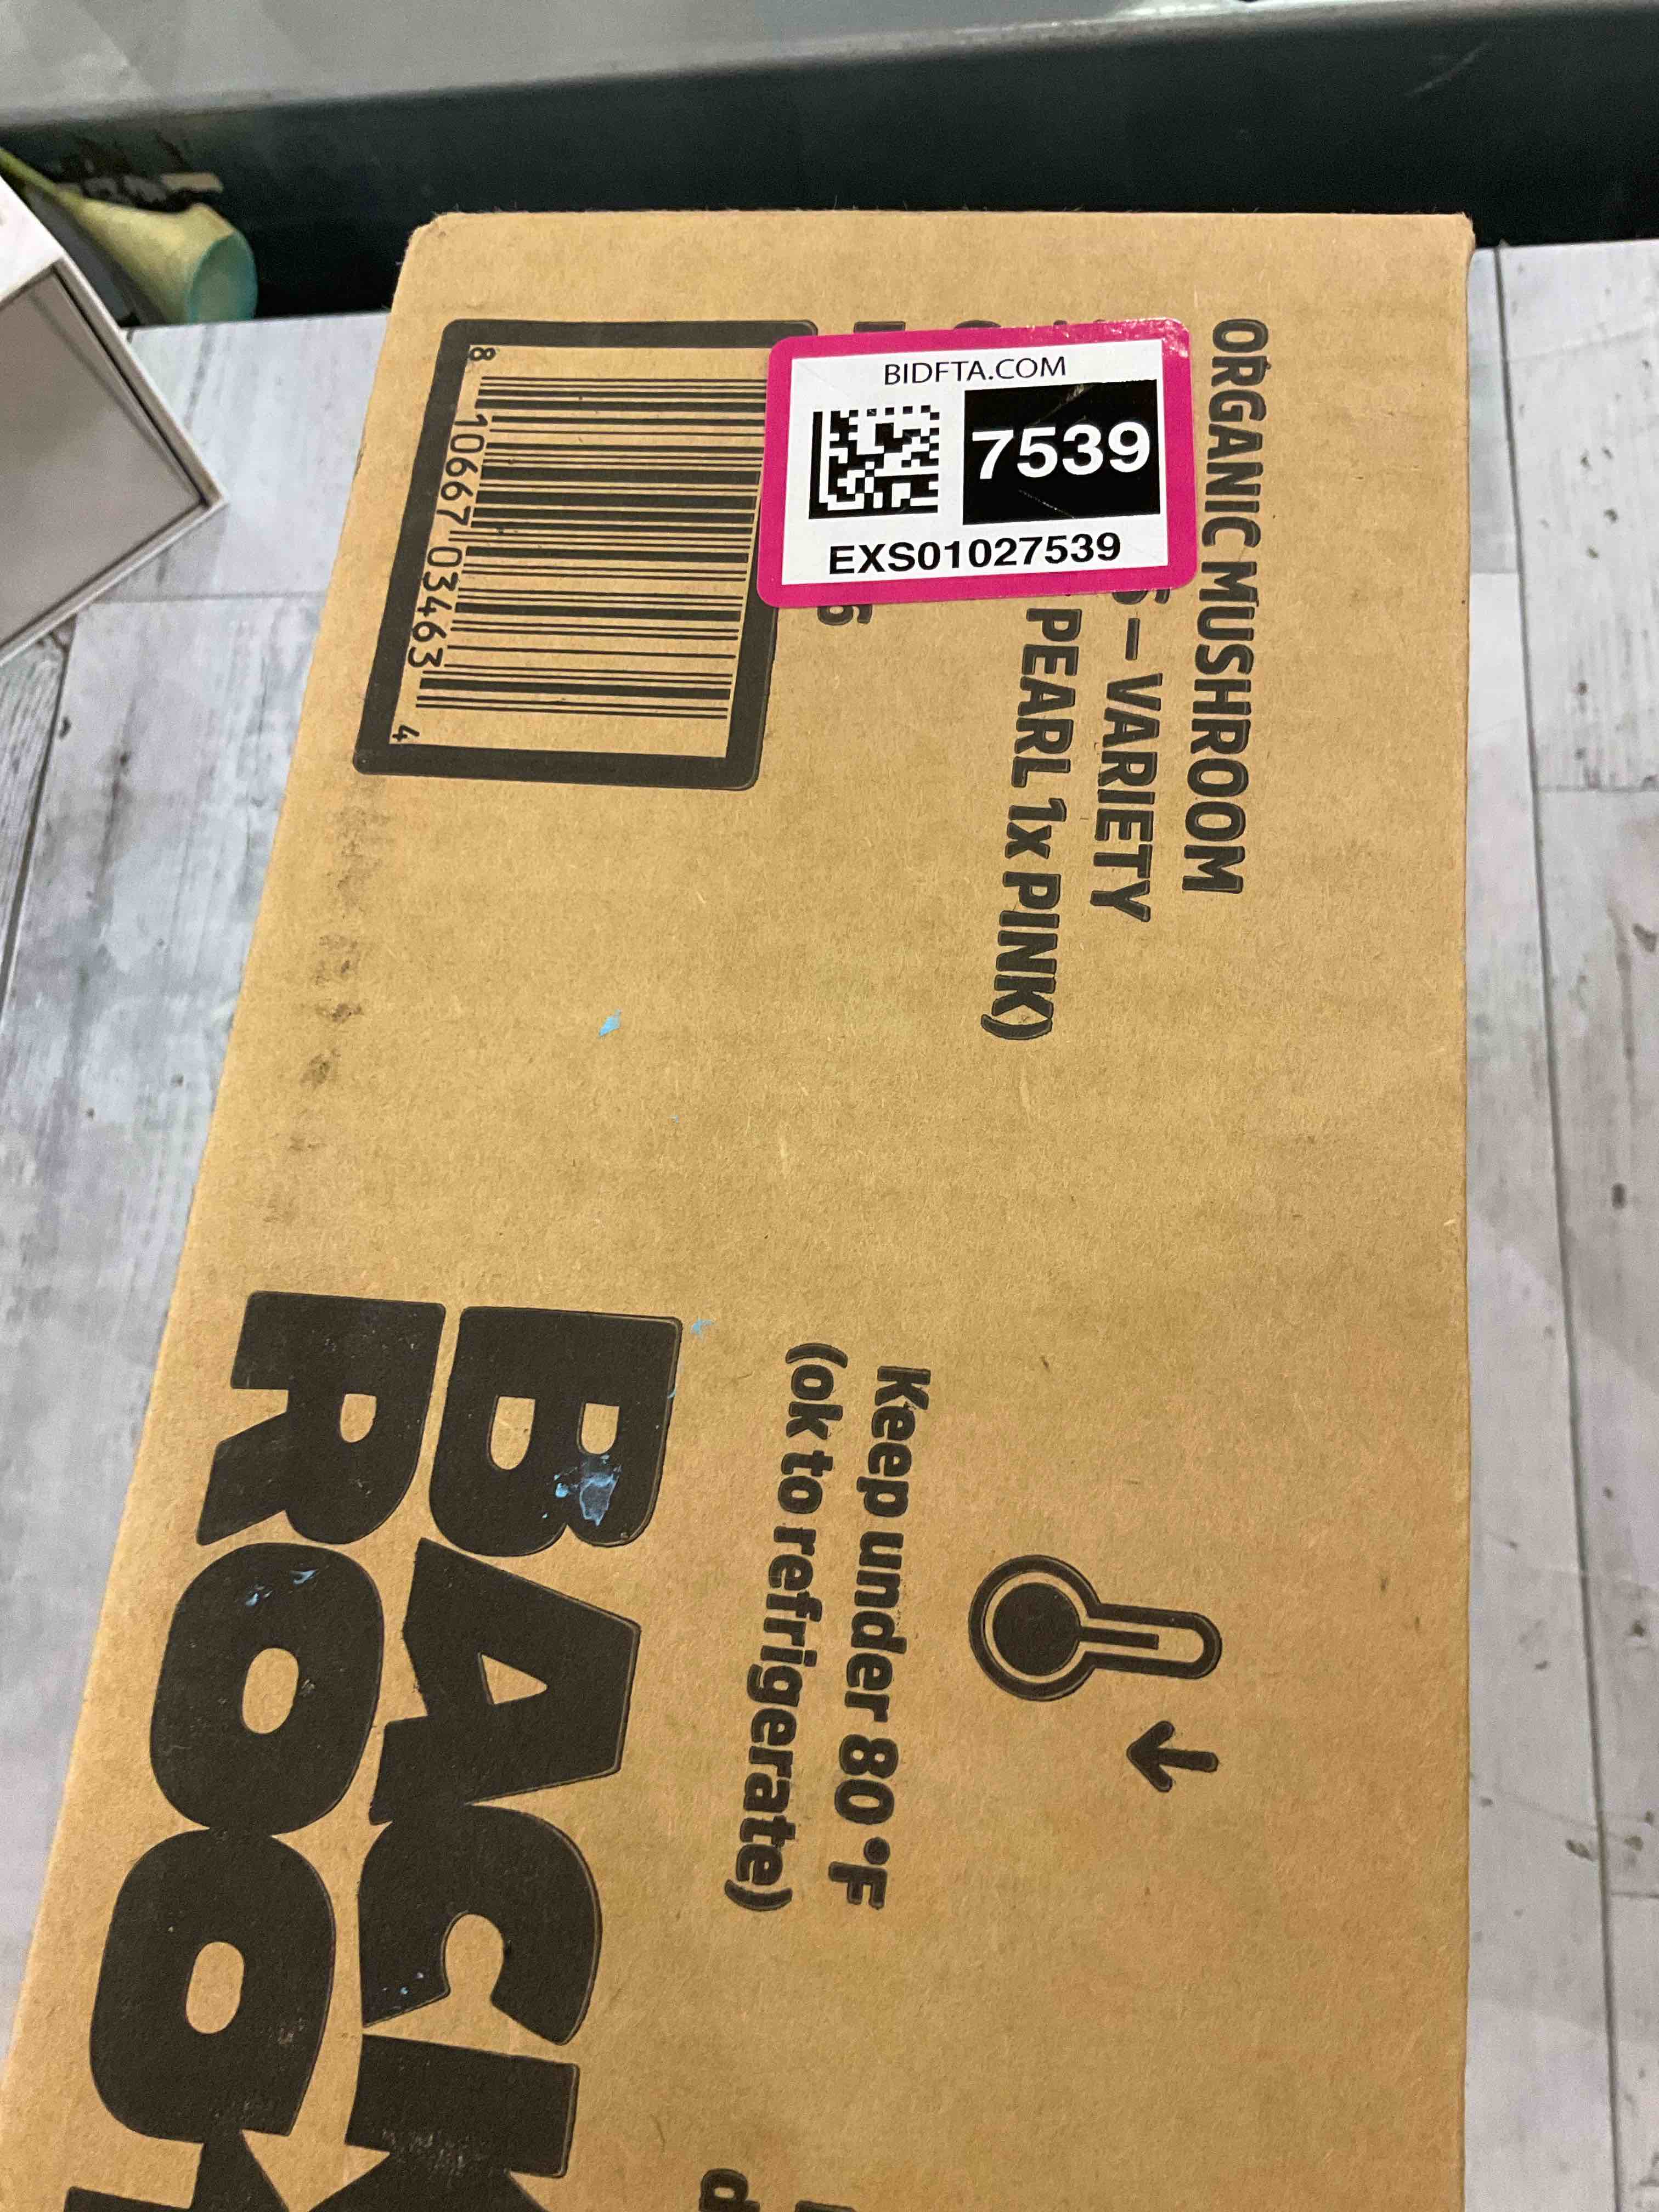 ORGANIC MUSHROOM
– VARIETY
PEARL 1x PINK)
BIDFTA.COM
7539
EXS01027539
8 10667 03463 4
Keep under 80°F
(ok to refrigerate)
BACK
ROO